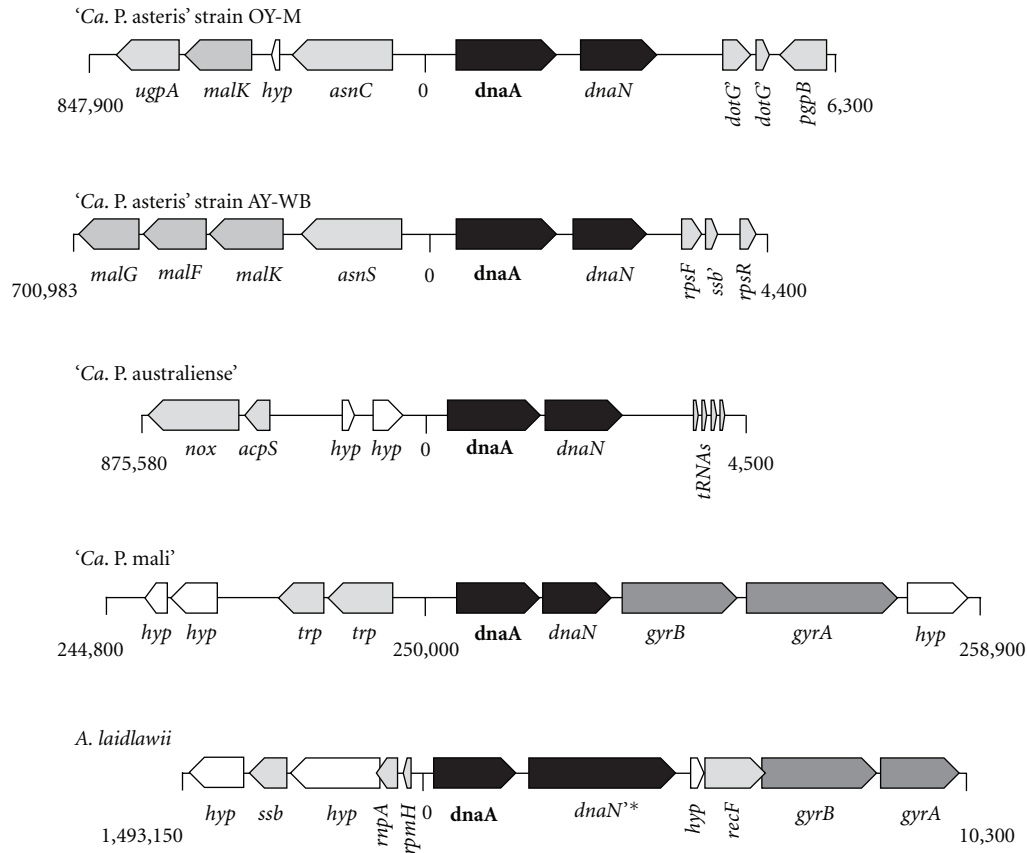 ‘Ca. P. asteris’ strain OY-M
ugpA malK hyp asnC 0 dnaA dnaN dotG’ dotG’ pgpB
847,900 6,300
‘Ca. P. asteris’ strain AY-WB
malG malF malK asnS 0 dnaA dnaN rpsF ssb’ rpsR
700,983 4,400
‘Ca. P. australiense’
nox acpS hyp hyp 0 dnaA dnaN tRNAs
875,580 4,500
‘Ca. P. mali’
hyp hyp trp trp dnaA dnaN gyrB gyrA hyp
244,800 250,000 258,900
A. laidlawii
hyp ssb hyp rnpA rpmH 0 dnaA dnaN’* hyp recF gyrB gyrA
1,493,150 10,300